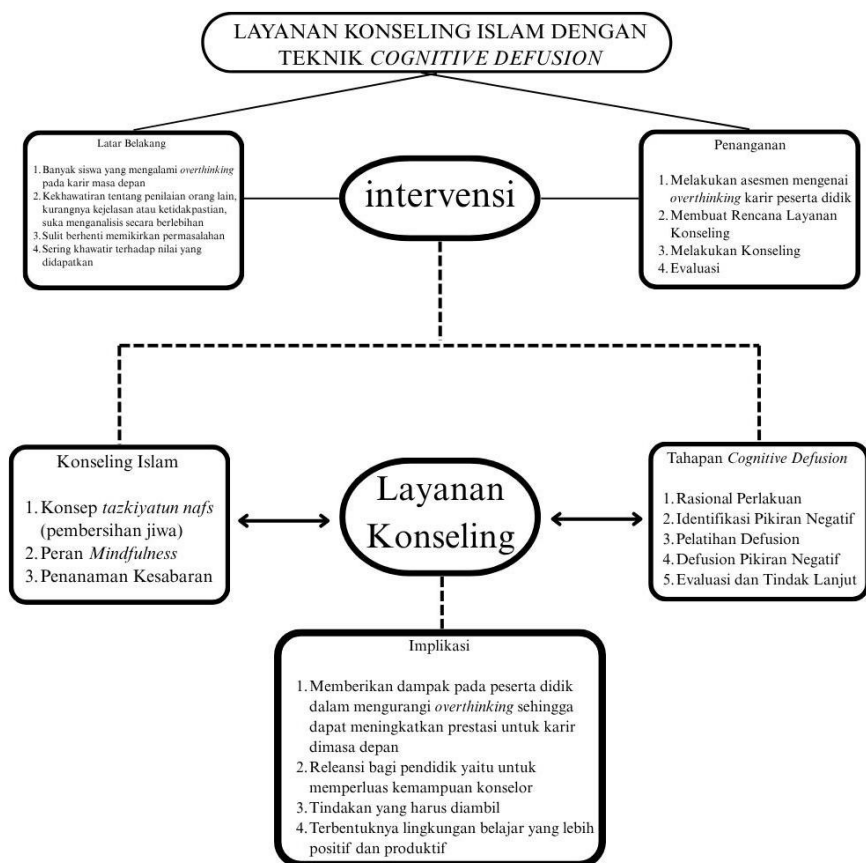 LAYANAN KONSELING ISLAM DENGAN
TEKNIK COGNITIVE DEFUSION
Latar Belakang
1. Banyak siswa yang mengalami overthinking
pada karir masa depan
2. Kekhawatiran tentang penilaian orang lain,
kurangnya kejelasan atau ketidakpastian,
suka menganalisis secara berlebihan
3. Sulit berhenti memikirkan permasalahan
4. Sering khawatir terhadap nilai yang
didapatkan
intervensi
Penanganan
1. Melakukan asesmen mengenai
overthinking karir peserta didik
2. Membuat Rencana Layanan
Konseling
3. Melakukan Konseling
4. Evaluasi
Konseling Islam
1. Konsep tazkiyatun nafs
(pembersihan jiwa)
2. Peran Mindfulness
3. Penanaman Kesabaran
Layanan
Konseling
Tahapan Cognitive Defusion
1. Rasional Perlakuan
2. Identifikasi Pikiran Negatif
3. Pelatihan Defusion
4. Defusion Pikiran Negatif
5. Evaluasi dan Tindak Lanjut
Implikasi
1. Memberikan dampak pada peserta didik
dalam mengurangi overthinking sehingga
dapat meningkatkan prestasi untuk karir
dimasa depan
2. Releansi bagi pendidik yaitu untuk
memperluas kemampuan konselor
3. Tindakan yang harus diambil
4. Terbentuknya lingkungan belajar yang lebih
positif dan produktif